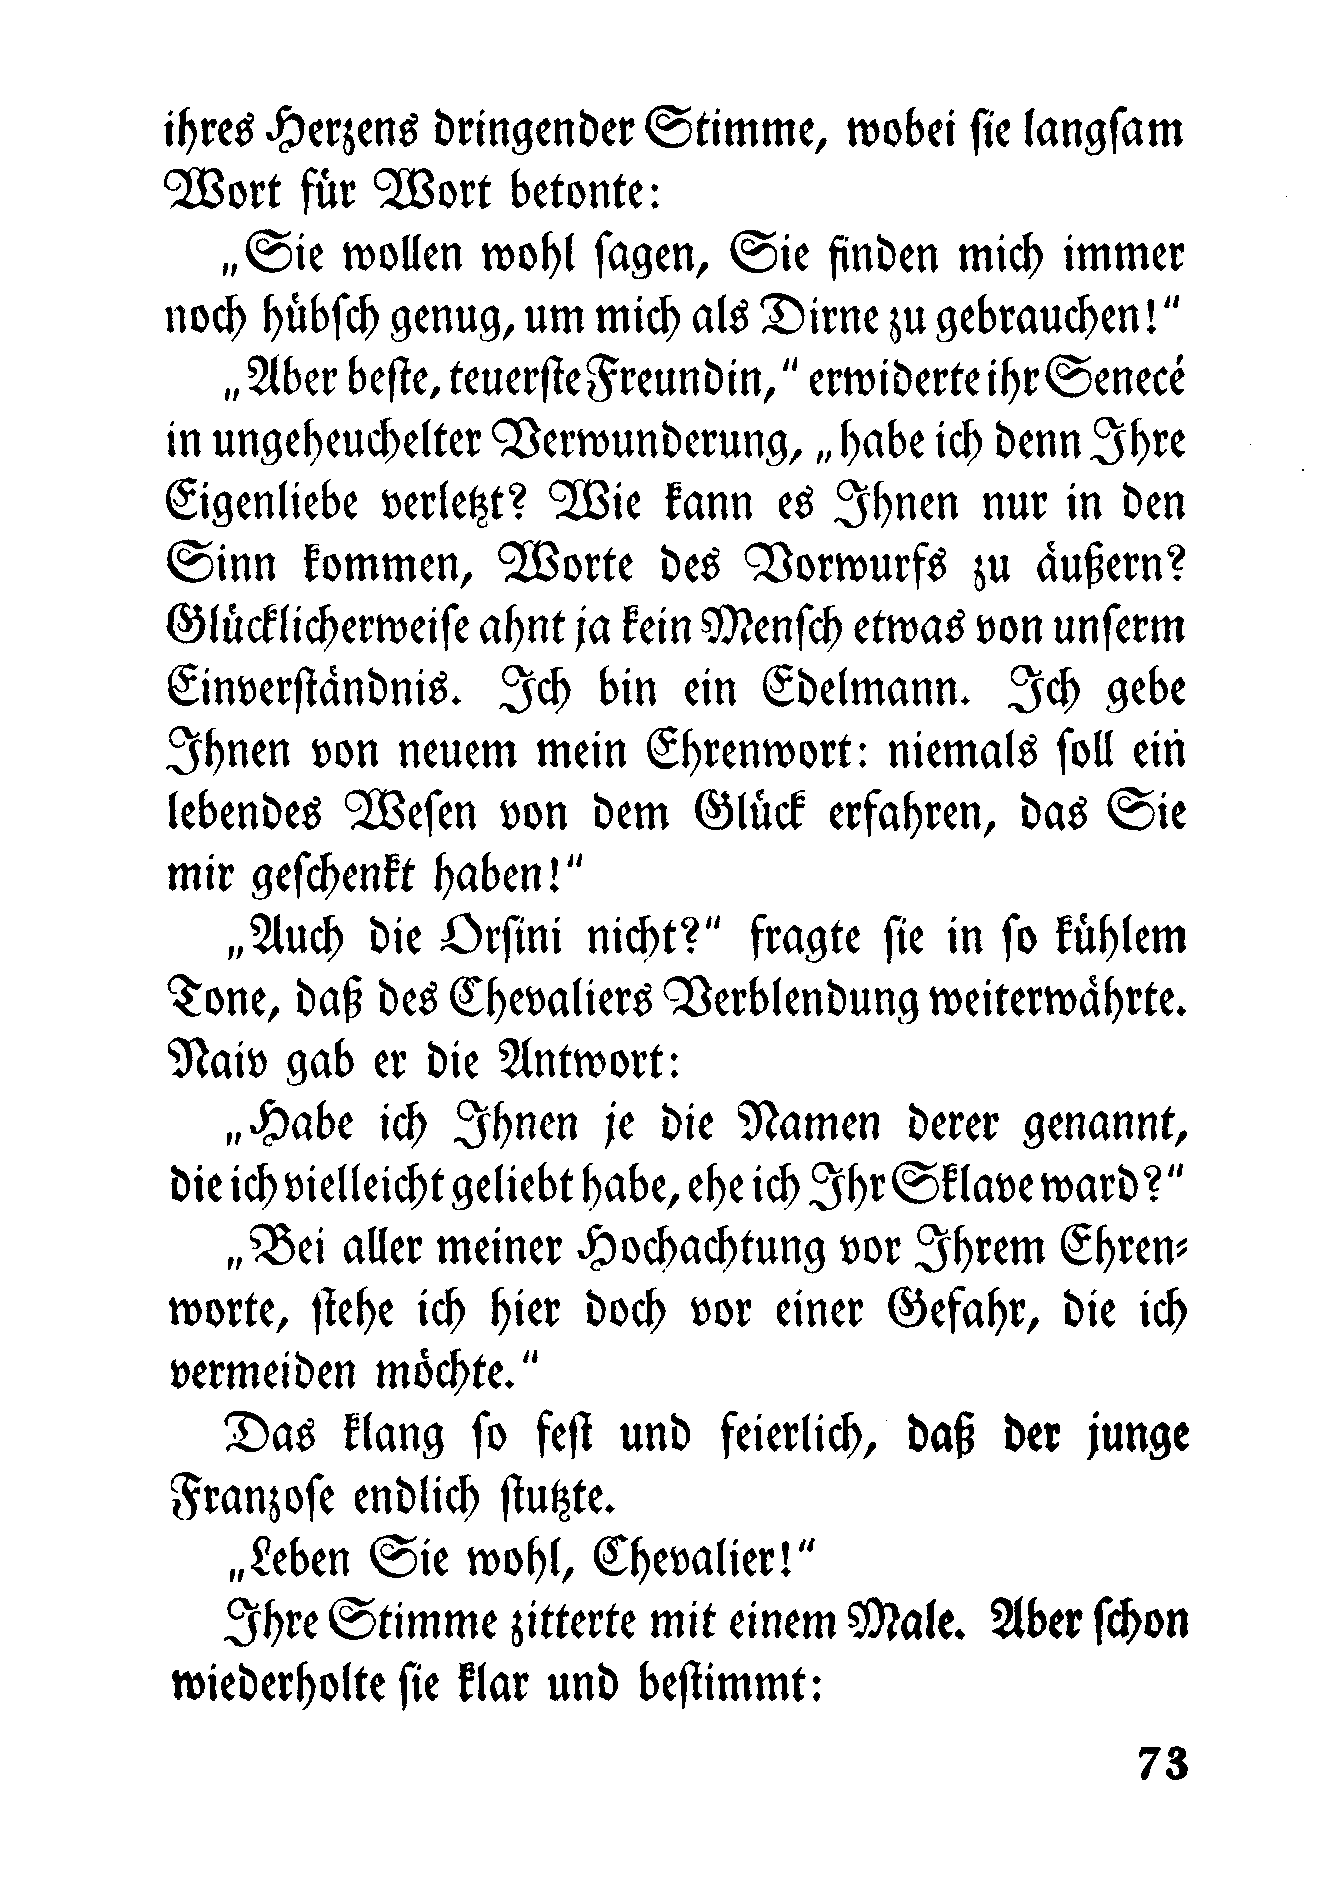 ihres Herzens dringender Stimme, wobei sie langsam
Wort für Wort betonte:
„Sie wollen wohl sagen, Sie finden mich immer
noch hübsch genug, um mich als Dirne zu gebrauchen!“
„Aber beste, teuerste Freundin,“ erwiderte ihr Senecé
in ungeheuchelter Verwunderung, „habe ich denn Ihre
Eigenliebe verletzt? Wie kann es Ihnen nur in den
Sinn kommen, Worte des Vorwurfs zu äußern?
Glücklicherweise ahnt ja kein Mensch etwas von unserm
Einverständnis. Ich bin ein Edelmann. Ich gebe
Ihnen von neuem mein Ehrenwort: niemals soll ein
lebendes Wesen von dem Glück erfahren, das Sie
mir geschenkt haben!“
„Auch die Orsini nicht?“ fragte sie in so kühlem
Tone, daß des Chevaliers Verblendung weiterwährte.
Naiv gab er die Antwort:
„Habe ich Ihnen je die Namen derer genannt,
die ich vielleicht geliebt habe, ehe ich Ihr Sklave ward?“
„Bei aller meiner Hochachtung vor Ihrem Ehren-
worte, stehe ich hier doch vor einer Gefahr, die ich
vermeiden möchte.“
Das klang so fest und feierlich, daß der junge
Franzose endlich stutzte.
„Leben Sie wohl, Chevalier!“
Ihre Stimme zitterte mit einem Male. Aber schon
wiederholte sie klar und bestimmt:
73